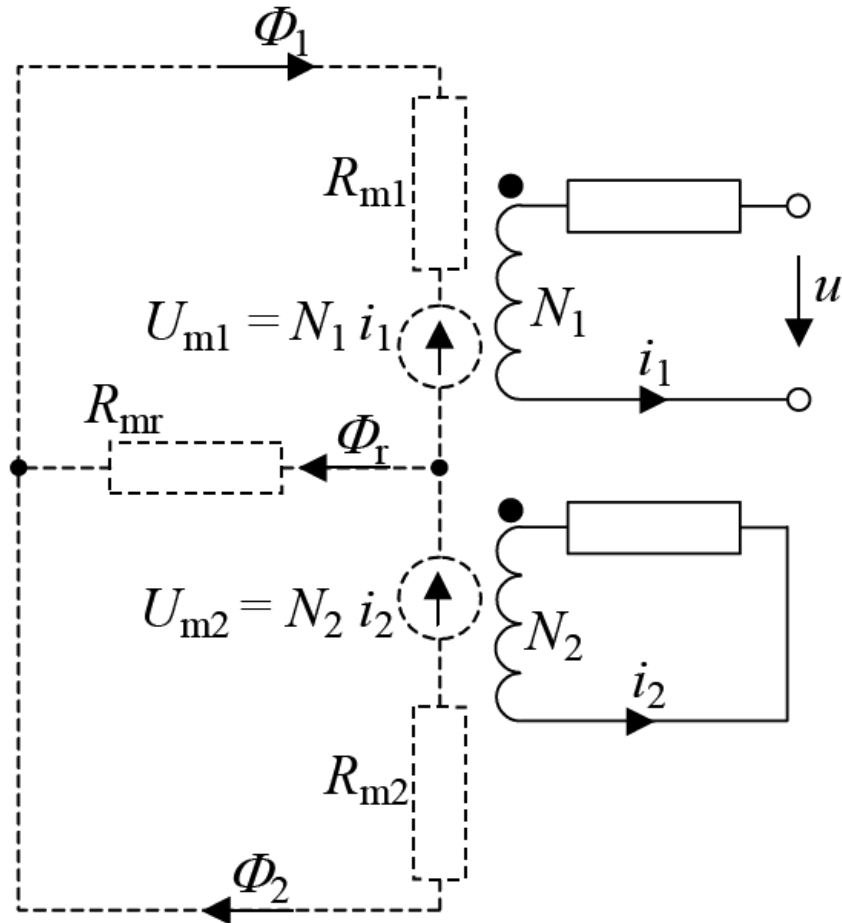 Φ₁
Rₘ₁
Uₘ₁ = N₁ i₁
N₁
u
i₁
Rₘᵣ
Φᵣ
Uₘ₂ = N₂ i₂
N₂
i₂
Rₘ₂
Φ₂